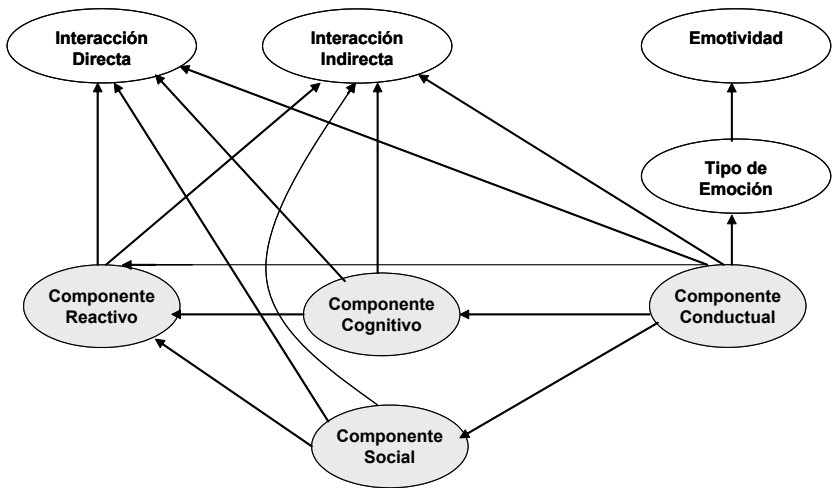 Interacción
Directa
Interacción
Indirecta
Emotividad
Tipo de
Emoción
Componente
Reactivo
Componente
Cognitivo
Componente
Conductual
Componente
Social